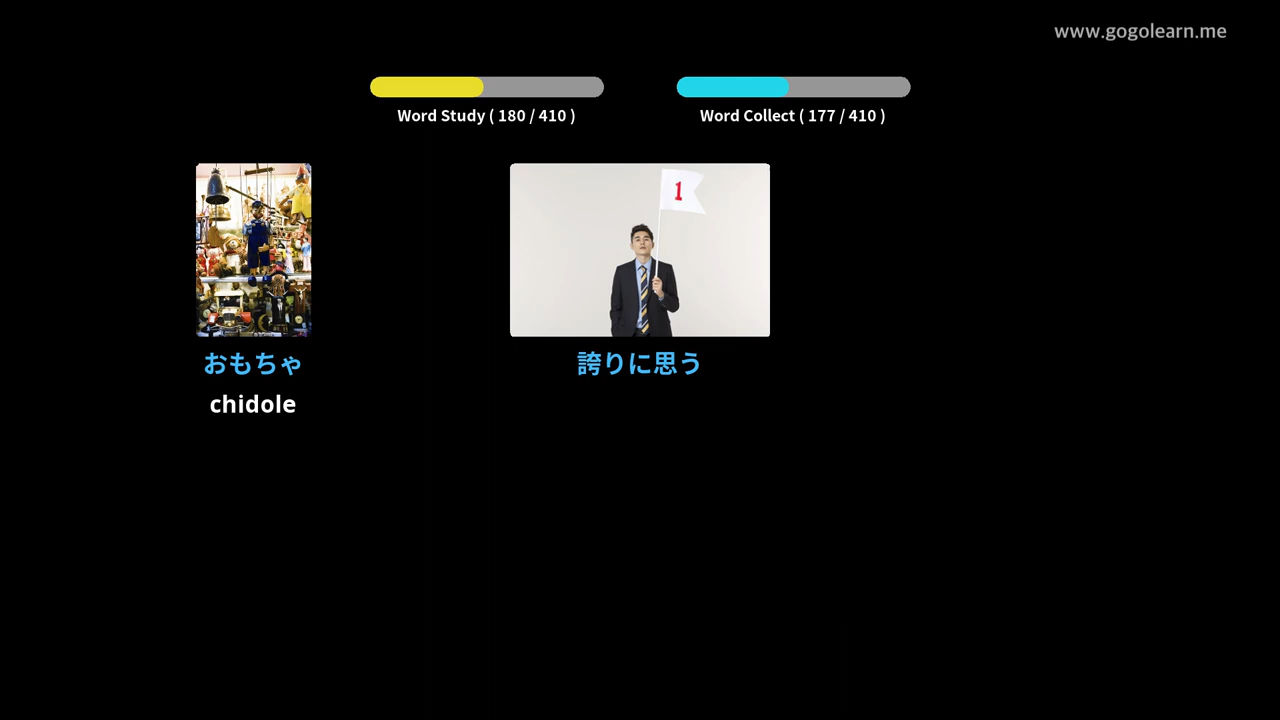 www.gogolearn.me
Word Study ( 180 / 410 )
Word Collect ( 177 / 410 )
1
おもちゃ
誇りに思う
chidole